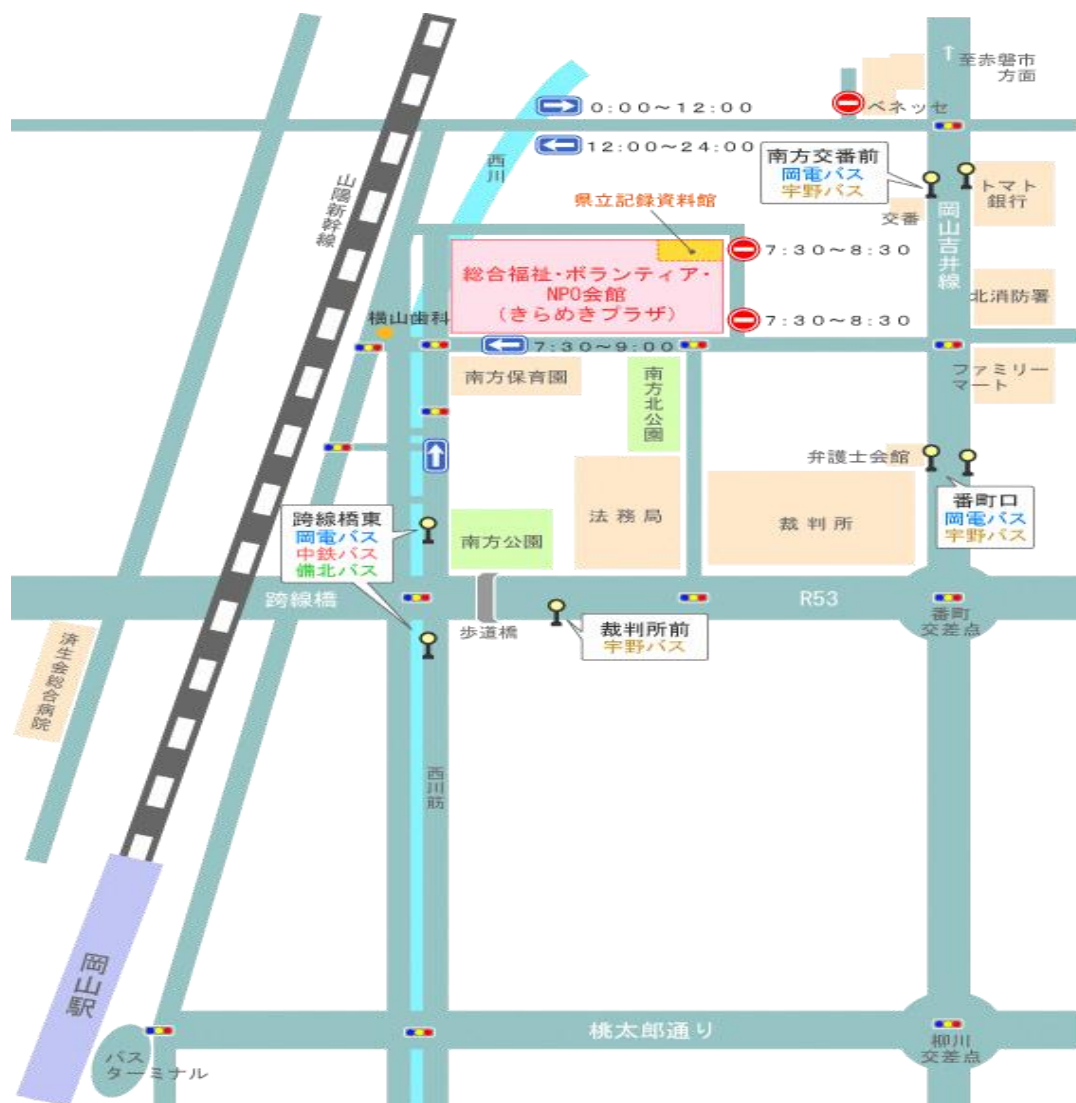 ↑
至赤磐市
方面
0:00～12:00
ベネッセ
12:00～24:00
西川
南方交番前
岡電バス
宇野バス
トマト
銀行
山陽新幹線
県立記録資料館
交番
岡山吉井線
総合福祉・ボランティア・
NPO会館
(きらめきプラザ)
7:30～8:30
北消防署
横山歯科
7:30～8:30
7:30～9:00
南方保育園
南方北公園
ファミリー
マート
弁護士会館
番町口
岡電バス
宇野バス
跨線橋東
岡電バス
中鉄バス
備北バス
南方公園
法務局
裁判所
跨線橋
R53
歩道橋
裁判所前
宇野バス
番町
交差点
済生会総合病院
西川筋
岡山駅
桃太郎通り
バス
ターミナル
柳川
交差点